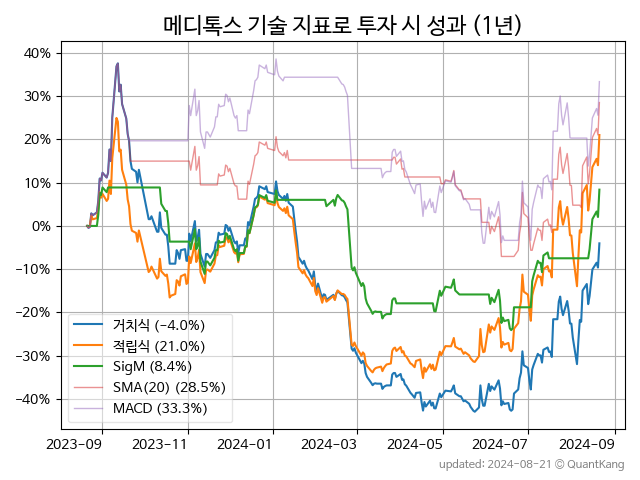 메디톡스 기술 지표로 투자 시 성과 (1년)
40%
30%
20%
10%
0%
−10%
−20%
−30%
−40%
거치식 (−4.0%)
적립식 (21.0%)
SigM (8.4%)
SMA(20) (28.5%)
MACD (33.3%)
2023-09 2023-11 2024-01 2024-03 2024-05 2024-07 2024-09
updated: 2024-08-21 © QuantKang